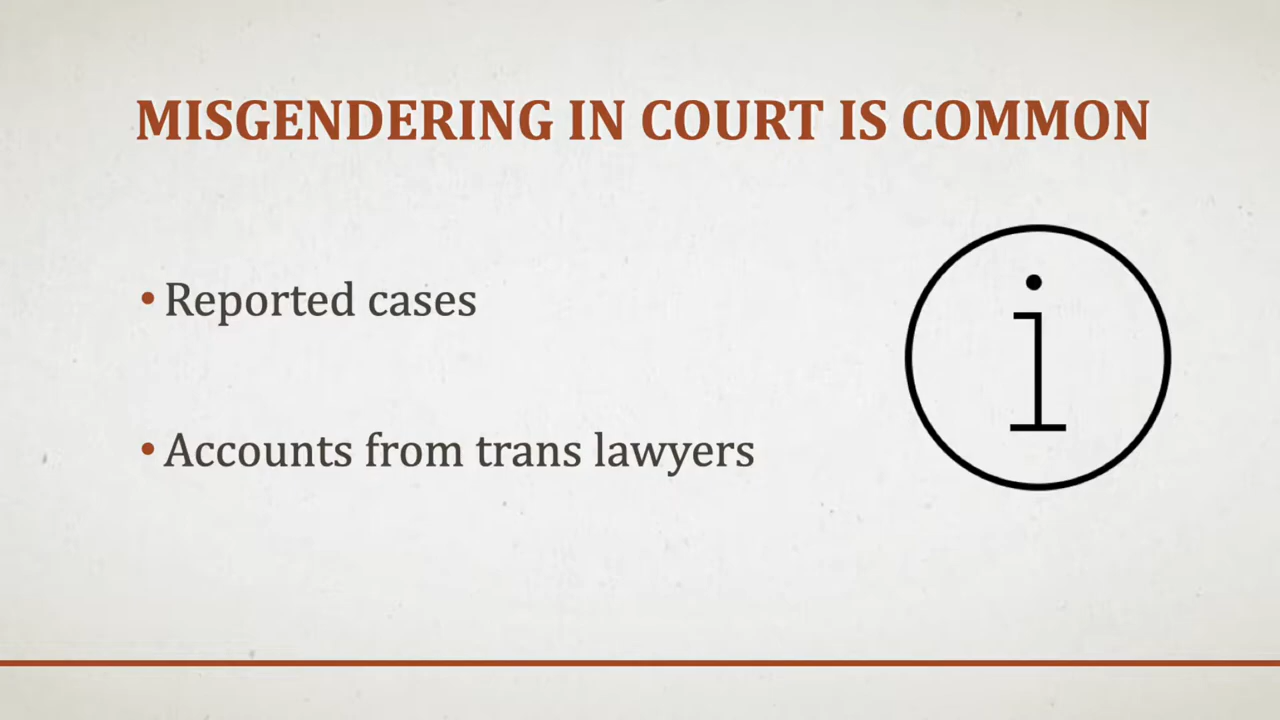 MISGENDERING IN COURT IS COMMON
• Reported cases
• Accounts from trans lawyers
i